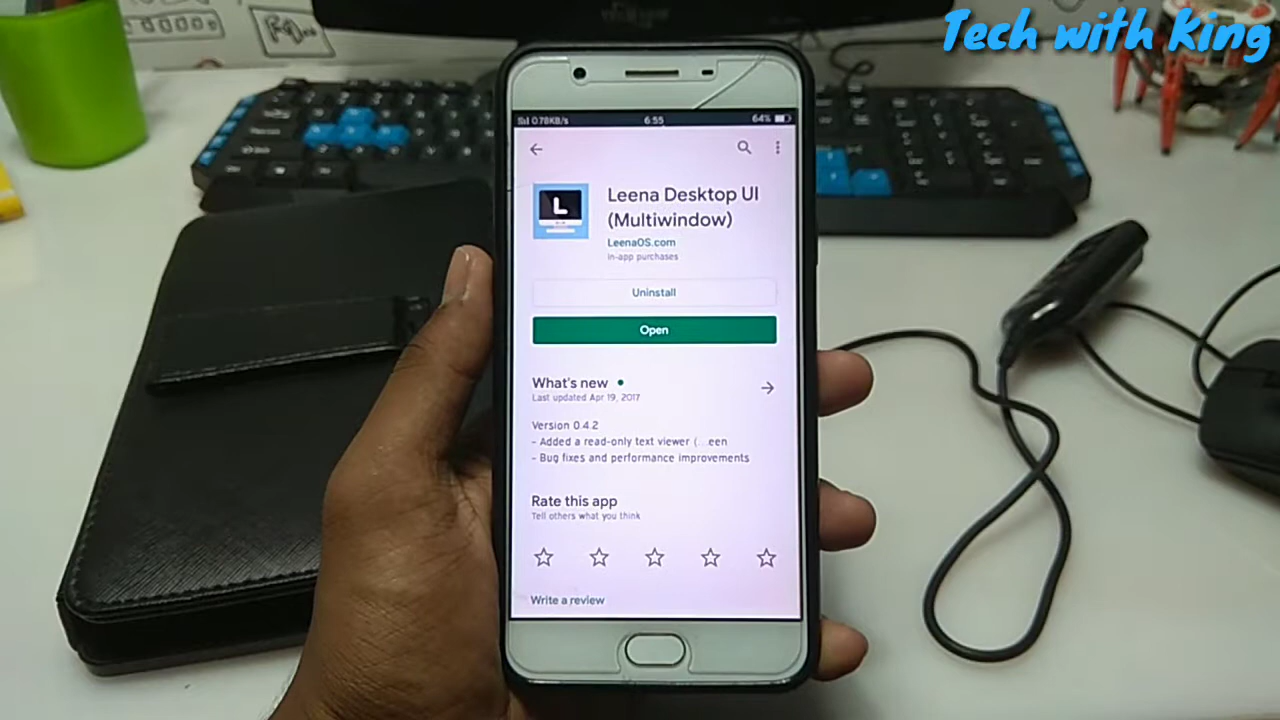 Tech with King
0.78KB/s 6:55 64%
Leena Desktop UI
(Multiwindow)
LeenaOS.com
In-app purchases
Uninstall
Open
What's new
Last updated Apr 19, 2017
Version 0.4.2
- Added a read-only text viewer (...een
- Bug fixes and performance improvements
Rate this app
Tell others what you think
Write a review